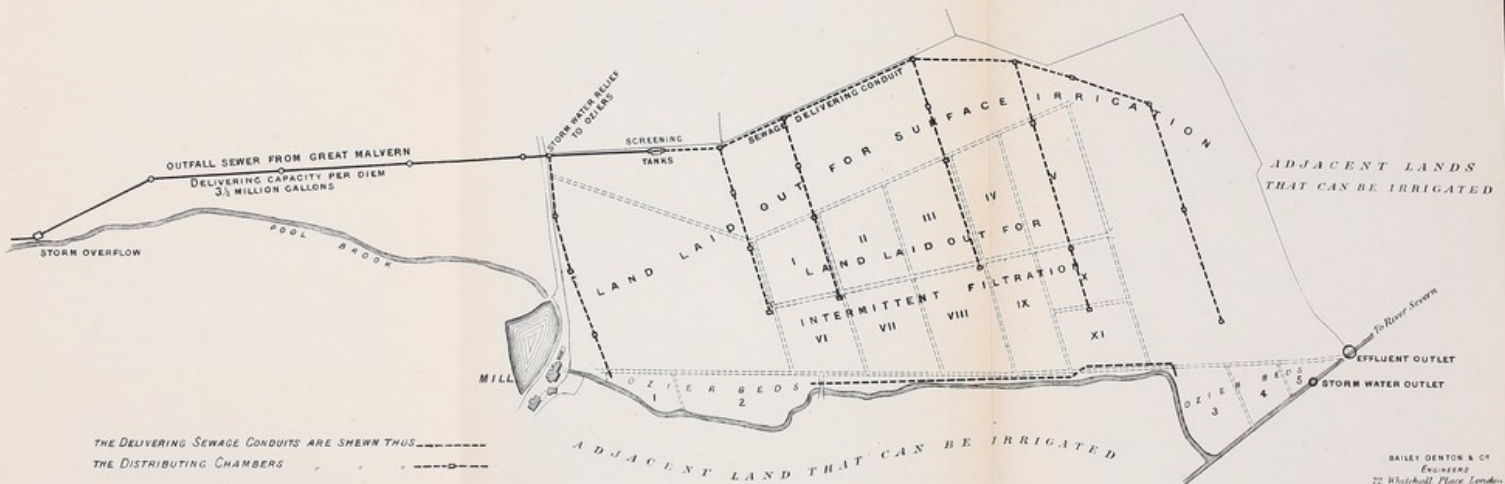 OUTFALL SEWER FROM GREAT MALVERN
DELIVERING CAPACITY PER DIEM
3½ MILLION GALLONS
STORM OVERFLOW
POOL BROOK
STORM WATER RELIEF
TO OZIERS
SCREENING
TANKS
SEWAGE DELIVERING CONDUIT
LAND LAID OUT FOR SURFACE IRRIGATION
ADJACENT LANDS
THAT CAN BE IRRIGATED
I
II
III
IV
V
LAND LAID OUT FOR
INTERMITTENT FILTRATION
VI
VII
VIII
IX
X
XI
MILL
OZIER BEDS
1
2
OZIER BEDS
3
4
5
To River Severn
EFFLUENT OUTLET
STORM WATER OUTLET
ADJACENT LAND THAT CAN BE IRRIGATED
THE DELIVERING SEWAGE CONDUITS ARE SHEWN THUS
THE DISTRIBUTING CHAMBERS " " "
BAILEY DENTON & Co
ENGINEERS
22 Whitehall Place London